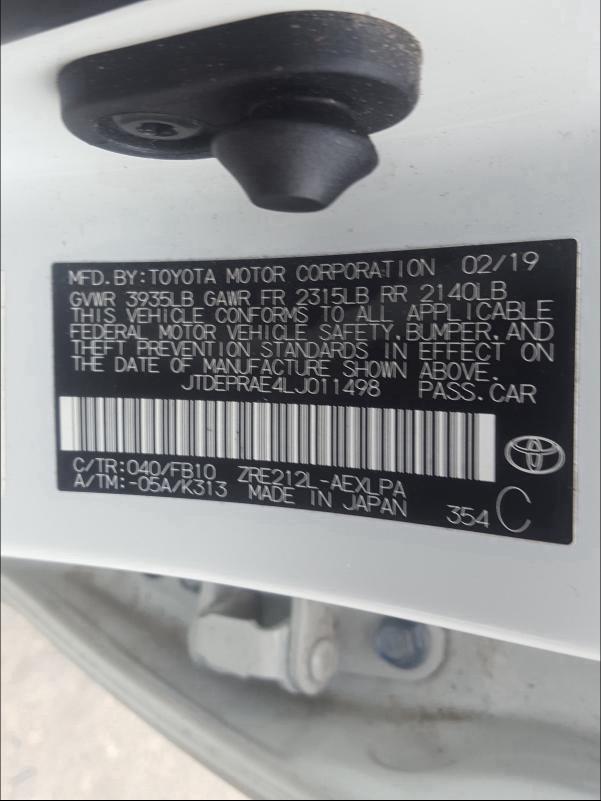 MFD.BY:TOYOTA MOTOR CORPORATION 02/19
GVWR 3935LB GAWR FR 2315LB RR 2140LB
THIS VEHICLE CONFORMS TO ALL APPLICABLE
FEDERAL MOTOR VEHICLE SAFETY,BUMPER,AND
THEFT PREVENTION STANDARDS IN EFFECT ON
THE DATE OF MANUFACTURE SHOWN ABOVE.
JTDEPRAE4LJ011498 PASS.CAR
C/TR:040/FB10 ZRE212L-AEXLPA
A/TM:-05A/K313 MADE IN JAPAN 354 C